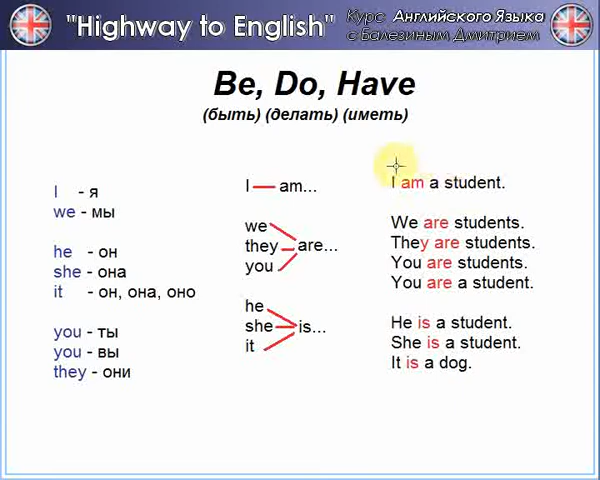 "Highway to English"
Курс Английского Языка
с Балезиным Дмитрием
Be, Do, Have
(быть) (делать) (иметь)
I - я
we - мы
he - он
she - она
it - он, она, оно
you - ты
you - вы
they - они
I am...
we
they are...
you
he
she is...
it
I am a student.
We are students.
They are students.
You are students.
You are a student.
He is a student.
She is a student.
It is a dog.